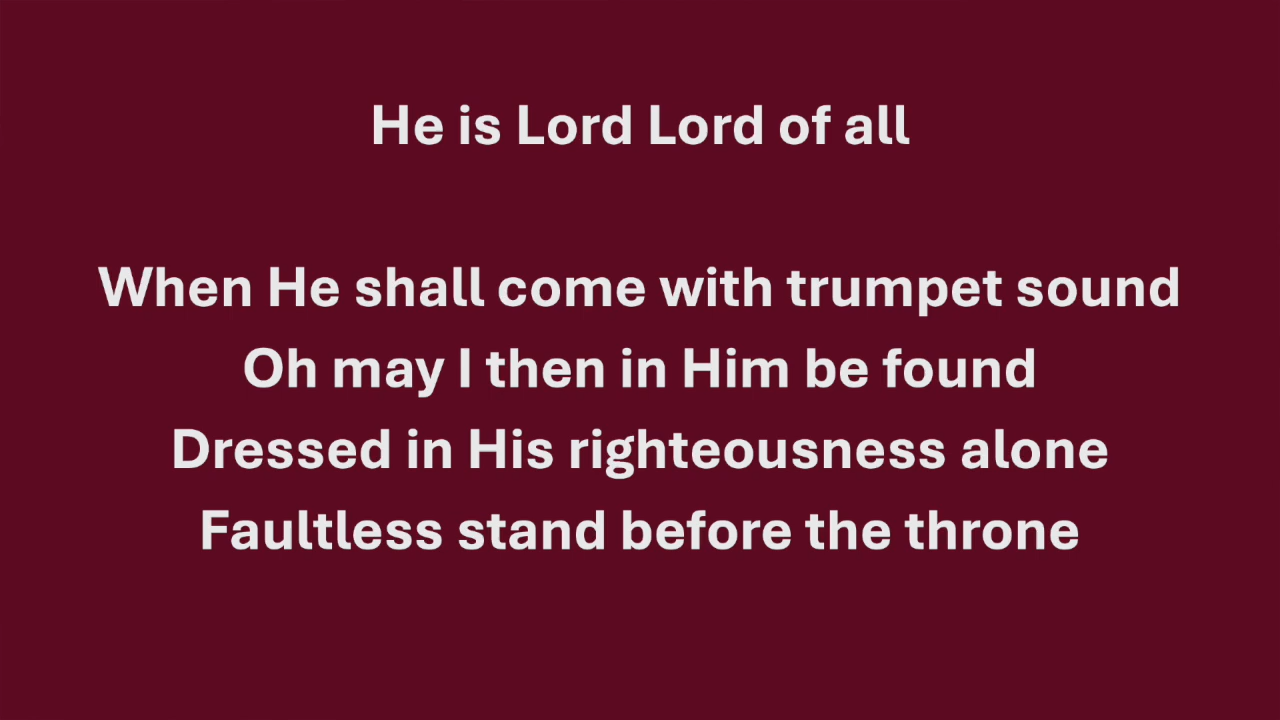 He is Lord Lord of all
When He shall come with trumpet sound
Oh may I then in Him be found
Dressed in His righteousness alone
Faultless stand before the throne